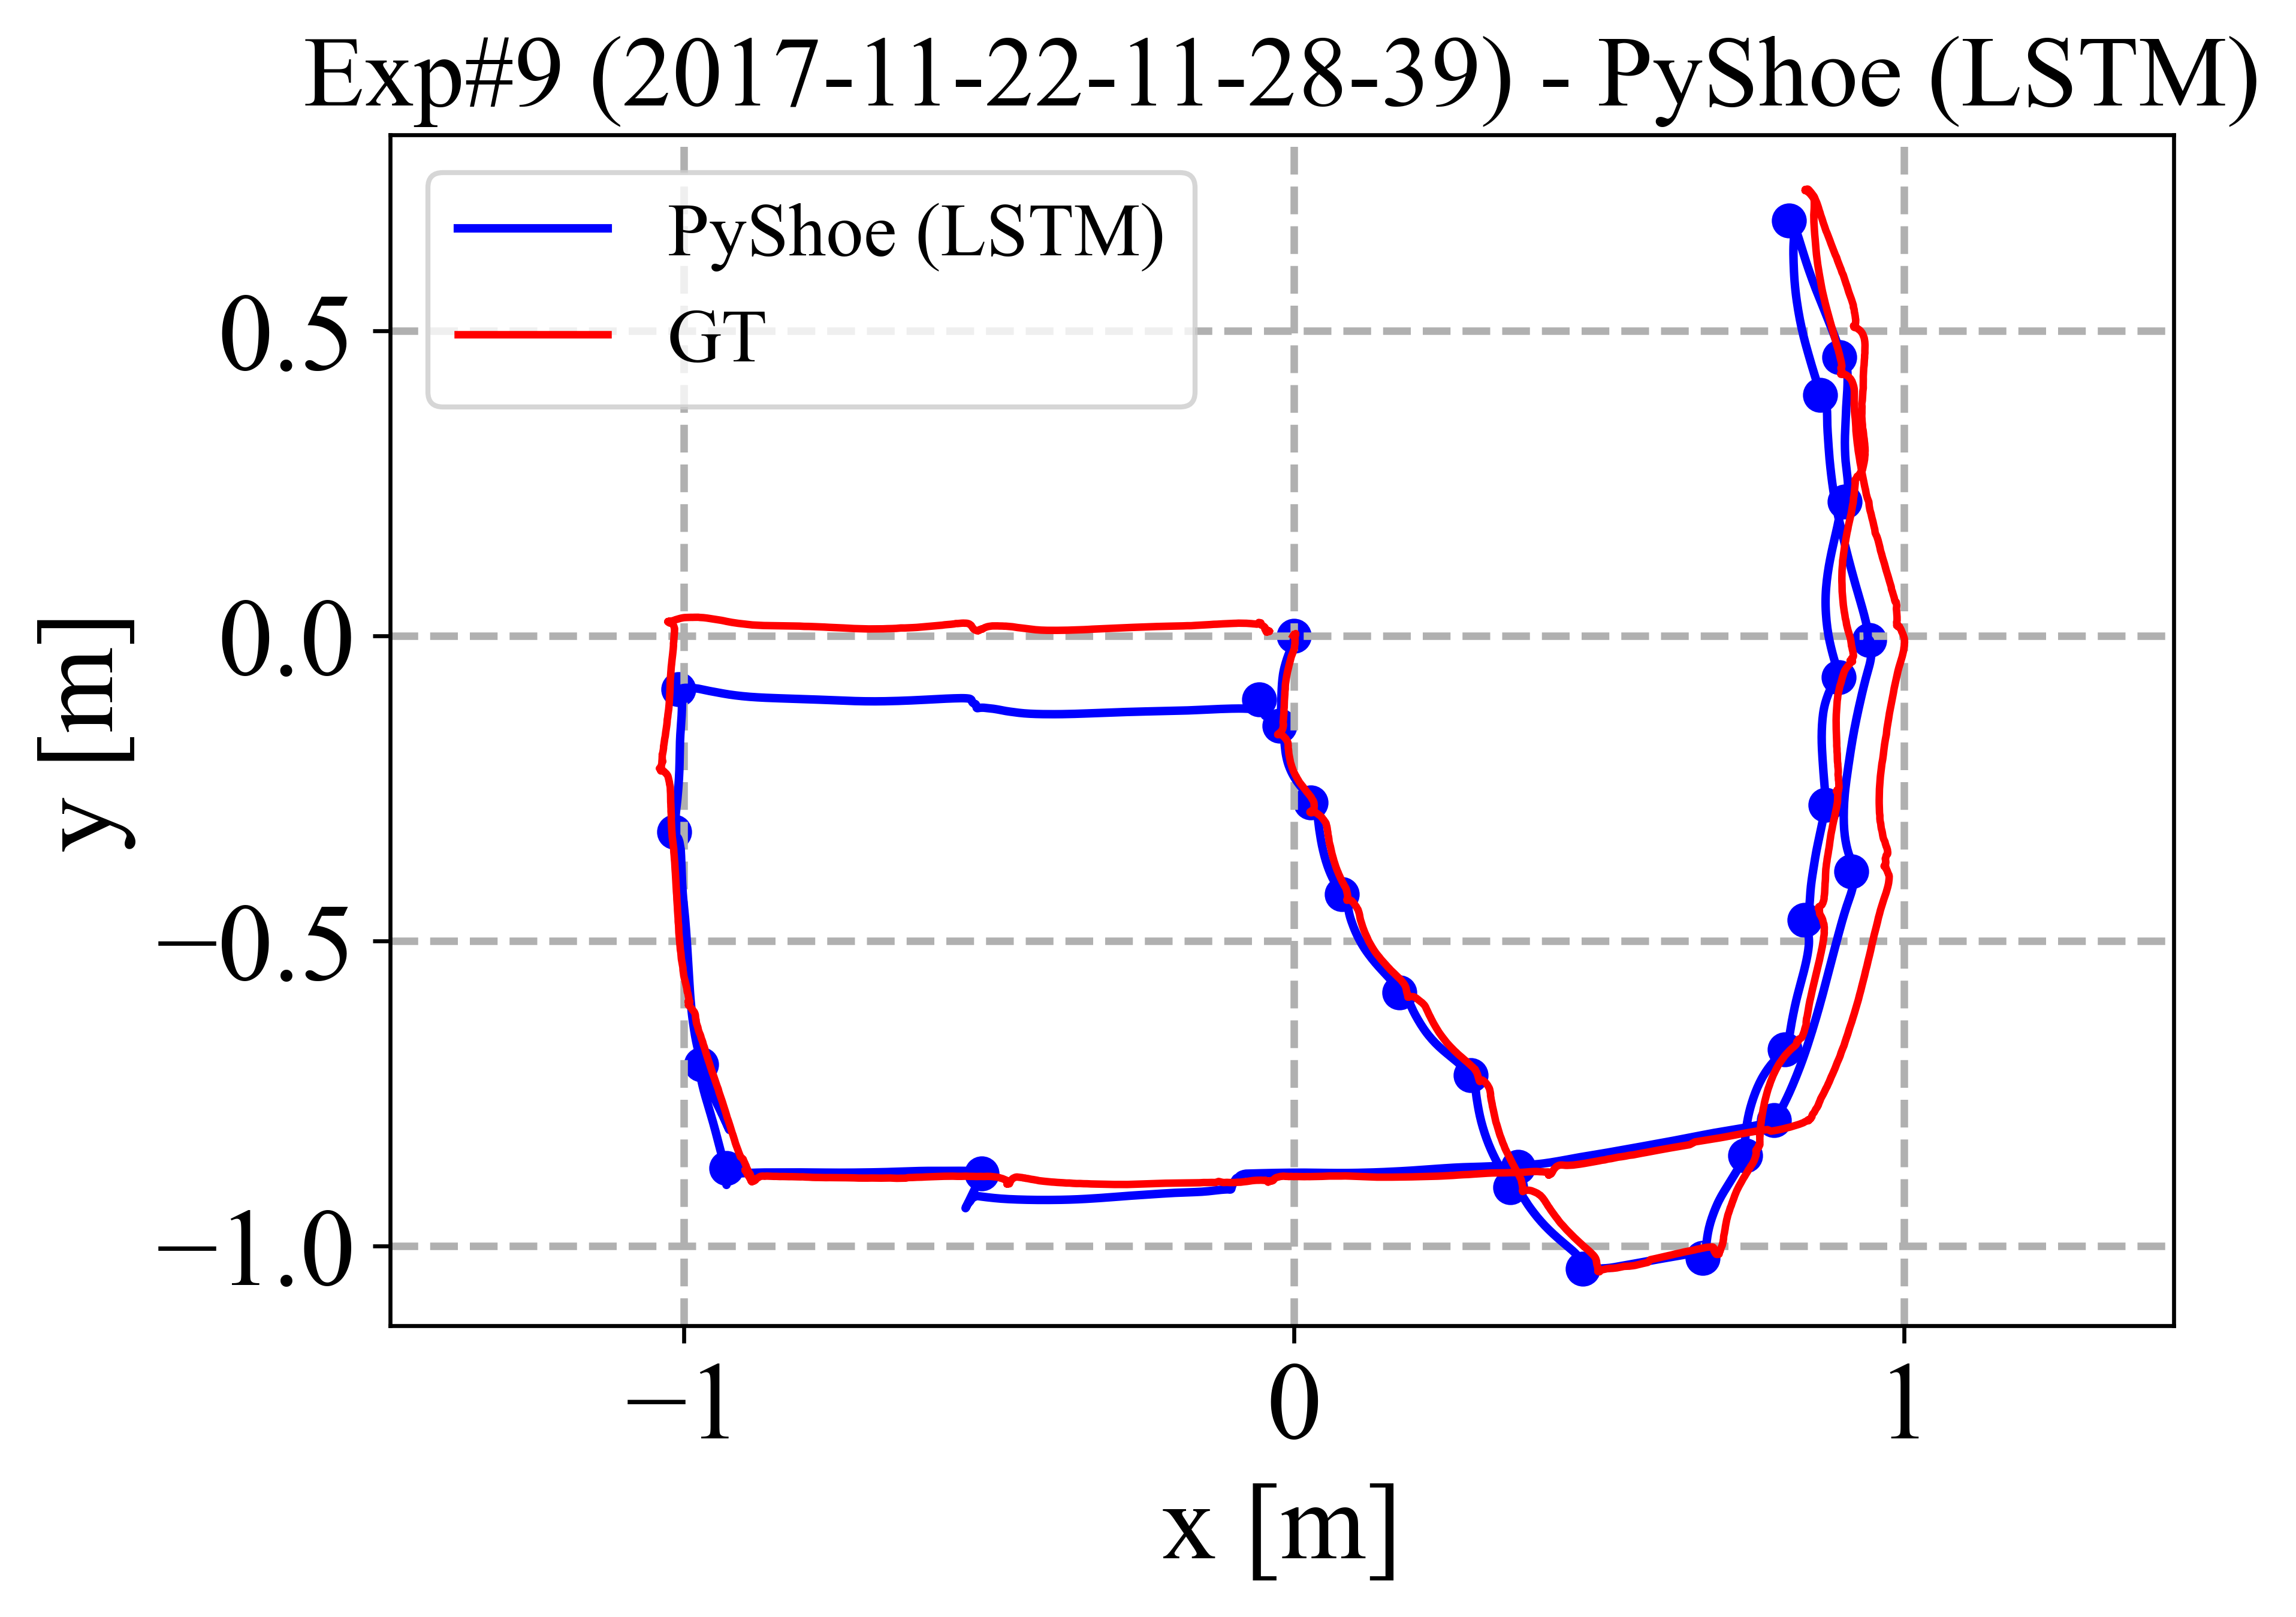 Exp#9 (2017-11-22-11-28-39) - PyShoe (LSTM)
PyShoe (LSTM)
GT
0.5
0.0
−0.5
−1.0
y [m]
−1 0 1
x [m]